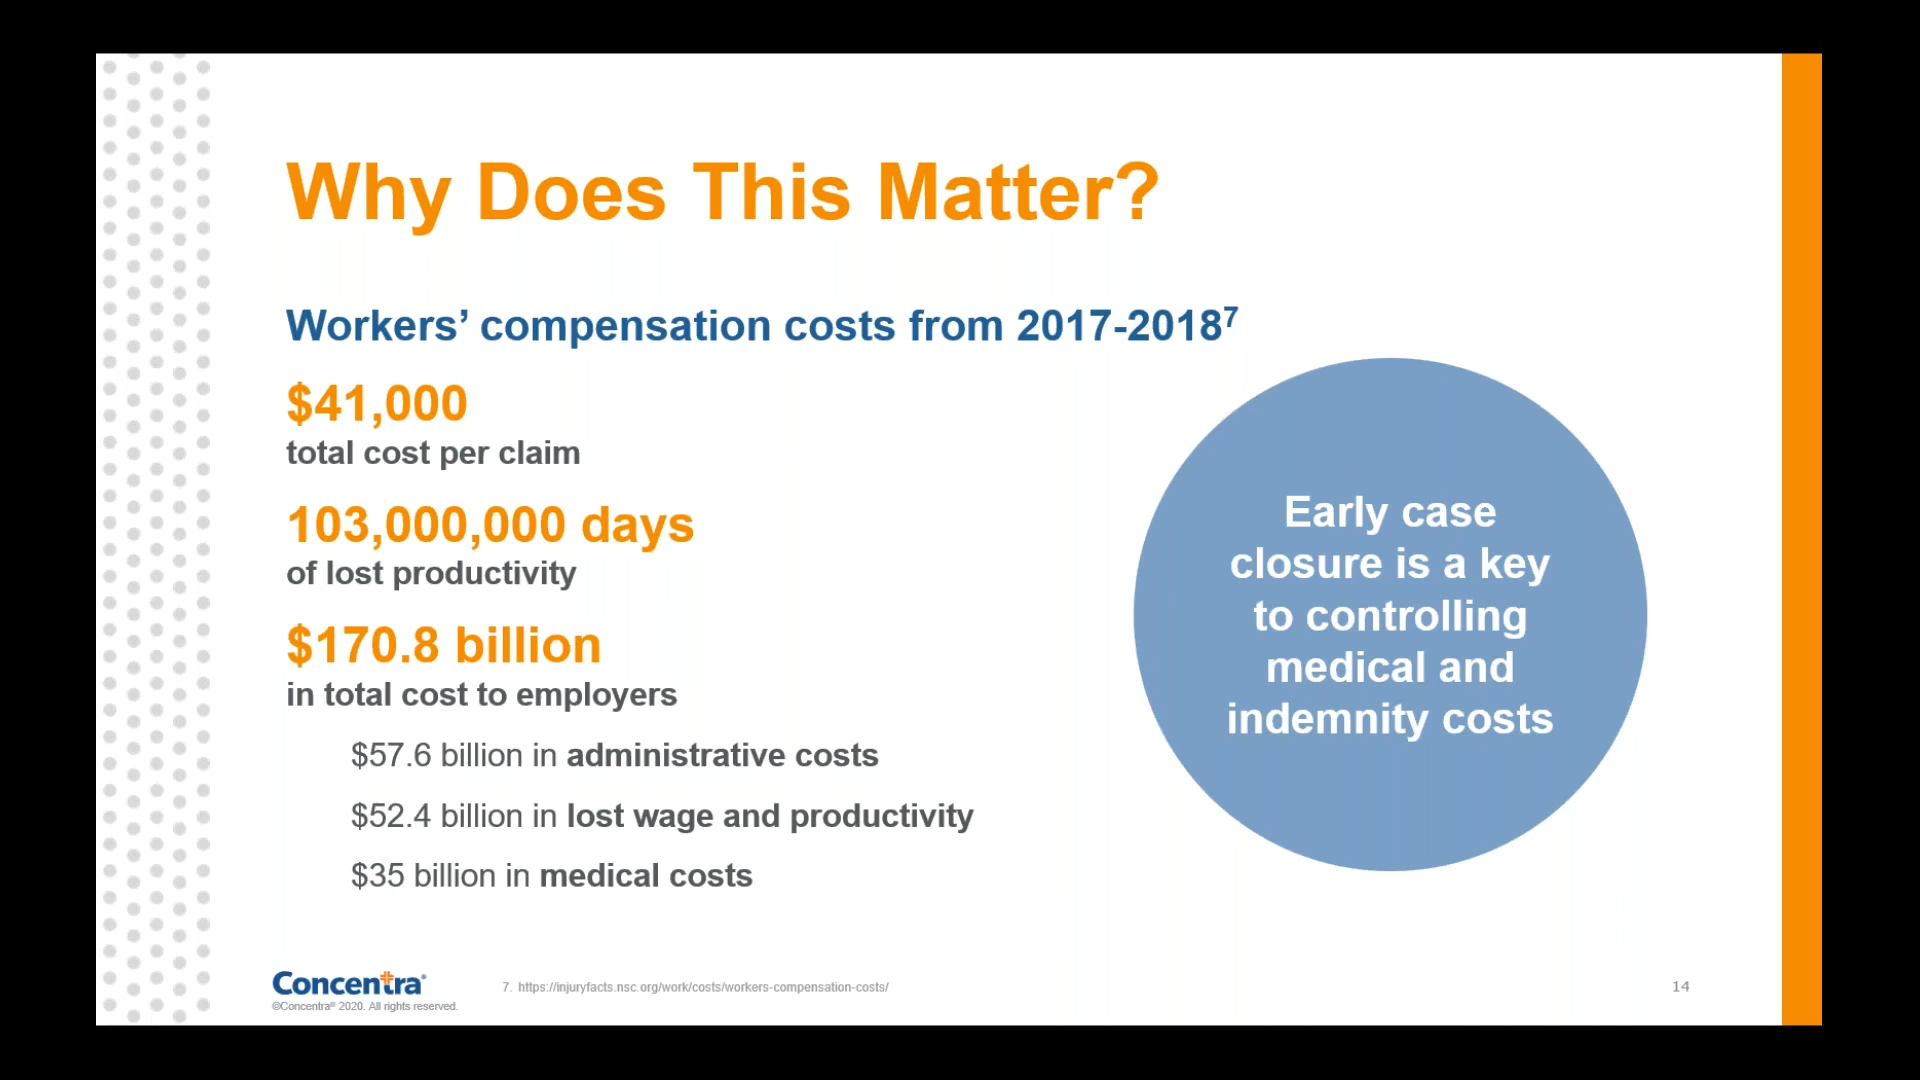 Why Does This Matter?
Workers’ compensation costs from 2017-2018⁷
$41,000
total cost per claim
103,000,000 days
of lost productivity
$170.8 billion
in total cost to employers
$57.6 billion in administrative costs
$52.4 billion in lost wage and productivity
$35 billion in medical costs
Early case
closure is a key
to controlling
medical and
indemnity costs
Concentra®
©Concentra® 2020. All rights reserved.
7. https://injuryfacts.nsc.org/work/costs/workers-compensation-costs/
14